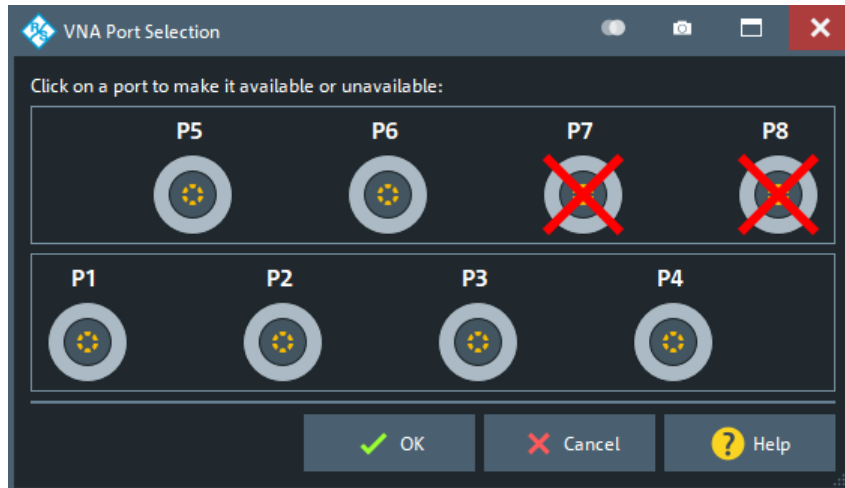 VNA Port Selection
Click on a port to make it available or unavailable:
P5 P6 P7 P8
P1 P2 P3 P4
OK Cancel ? Help